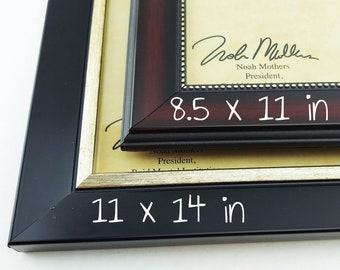 Noah Mothers
President,
8.5 x 11 in
President,
11 x 14 in